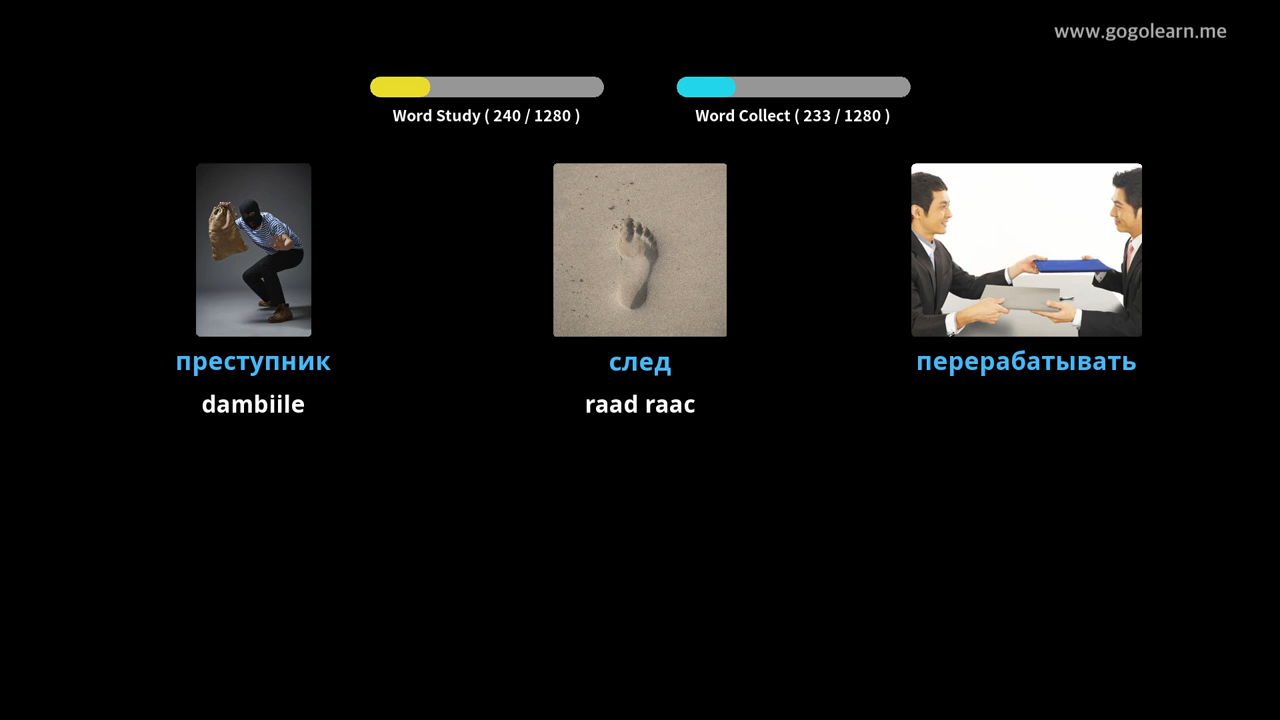 www.gogolearn.me
Word Study ( 240 / 1280 )
Word Collect ( 233 / 1280 )
преступник
след
перерабатывать
dambiile
raad raac